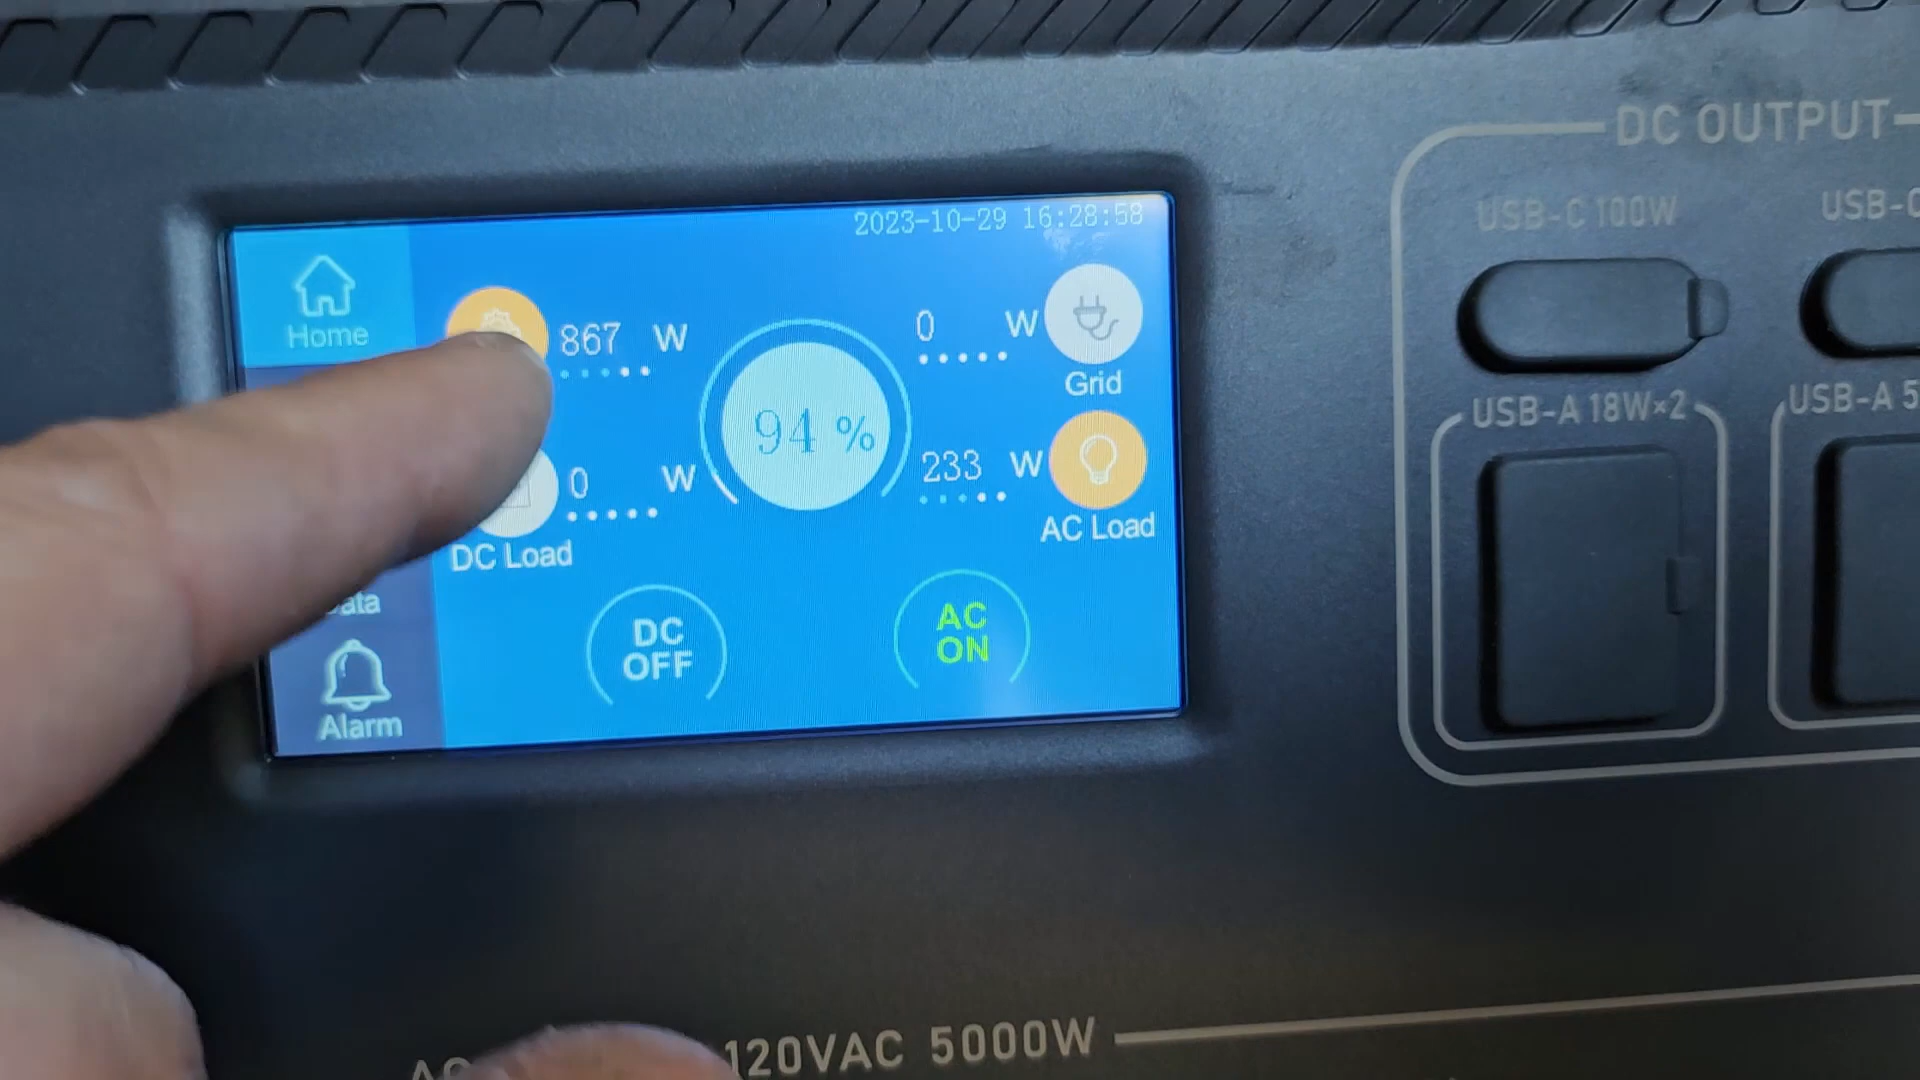 2023-10-29 16:28:58
Home
867 W
0 W
Grid
94 %
0 W
DC Load
233 W
AC Load
DC
OFF
AC
ON
Alarm
DC OUTPUT
USB-C 100W
USB-A 18W×2
USB-A 5
120VAC 5000W